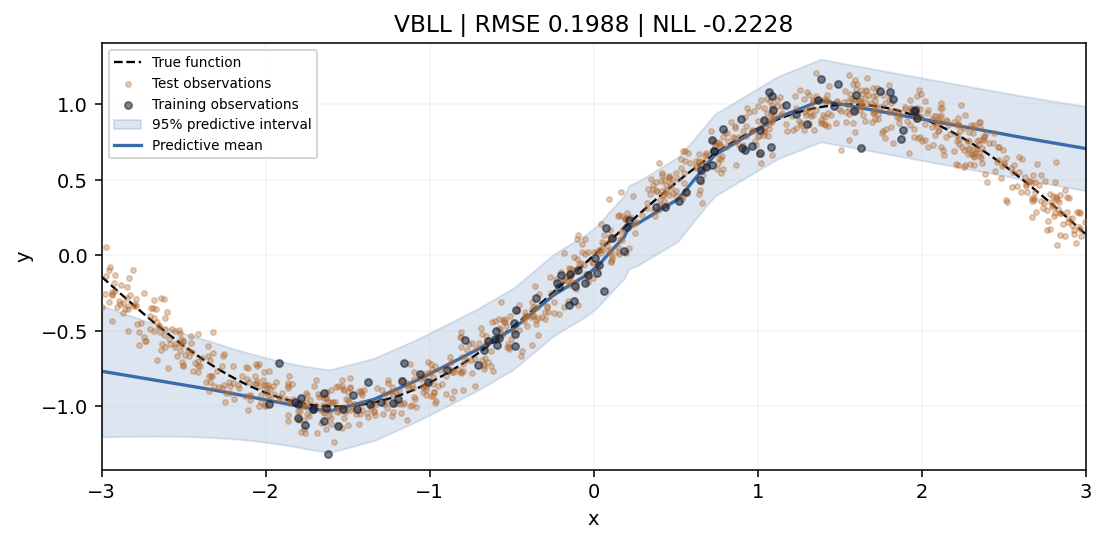 VBLL | RMSE 0.1988 | NLL -0.2228
True function
Test observations
Training observations
95% predictive interval
Predictive mean
1.0
0.5
0.0
−0.5
−1.0
y
−3
−2
−1
0
1
2
3
x